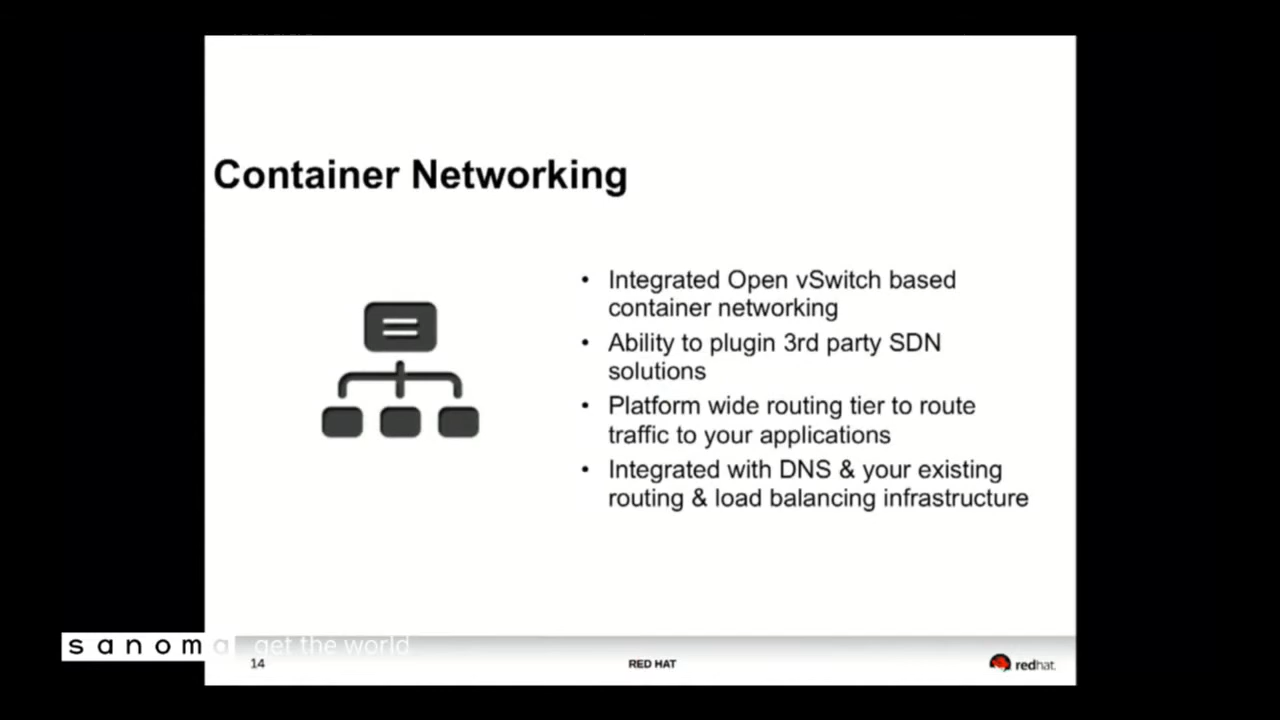 Container Networking
• Integrated Open vSwitch based
container networking
• Ability to plugin 3rd party SDN
solutions
• Platform wide routing tier to route
traffic to your applications
• Integrated with DNS & your existing
routing & load balancing infrastructure
sanoma get the world
14
RED HAT
redhat.